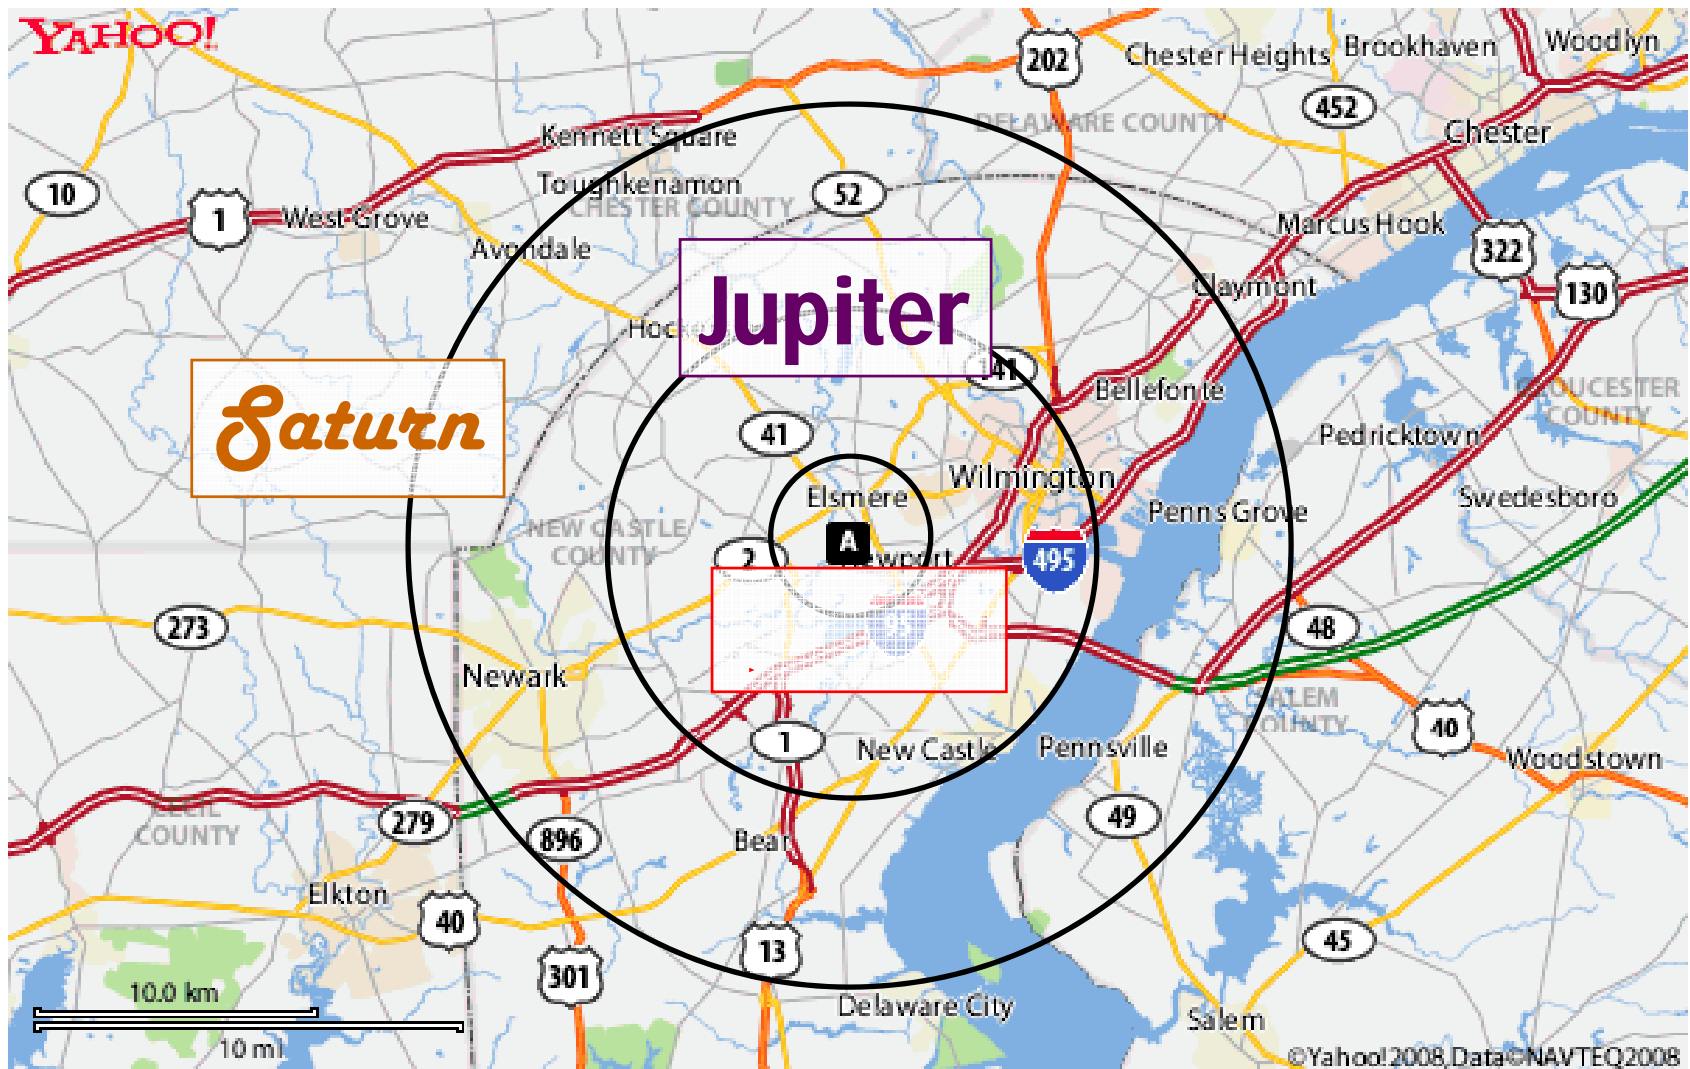 YAHOO!
202
Chester Heights
Brookhaven
Woodlyn
452
DELAWARE COUNTY
Chester
Kennett Square
10
Toughkenamon
52
CHESTER COUNTY
1
West Grove
Marcus Hook
Avondale
322
Claymont
130
Jupiter
Saturn
Bellefonte
GLOUCESTER
COUNTY
41
Pedricktown
Wilmington
Elsmere
Swedesboro
Penns Grove
NEW CASTLE
COUNTY
A
2
495
95
273
48
Newark
SALEM
COUNTY
40
1
New Castle
Pennsville
Woodstown
CECIL
COUNTY
279
896
Bear
49
Elkton
40
13
45
301
10.0 km
Delaware City
Salem
10 mi
©Yahoo!2008,Data©NAVTEQ2008